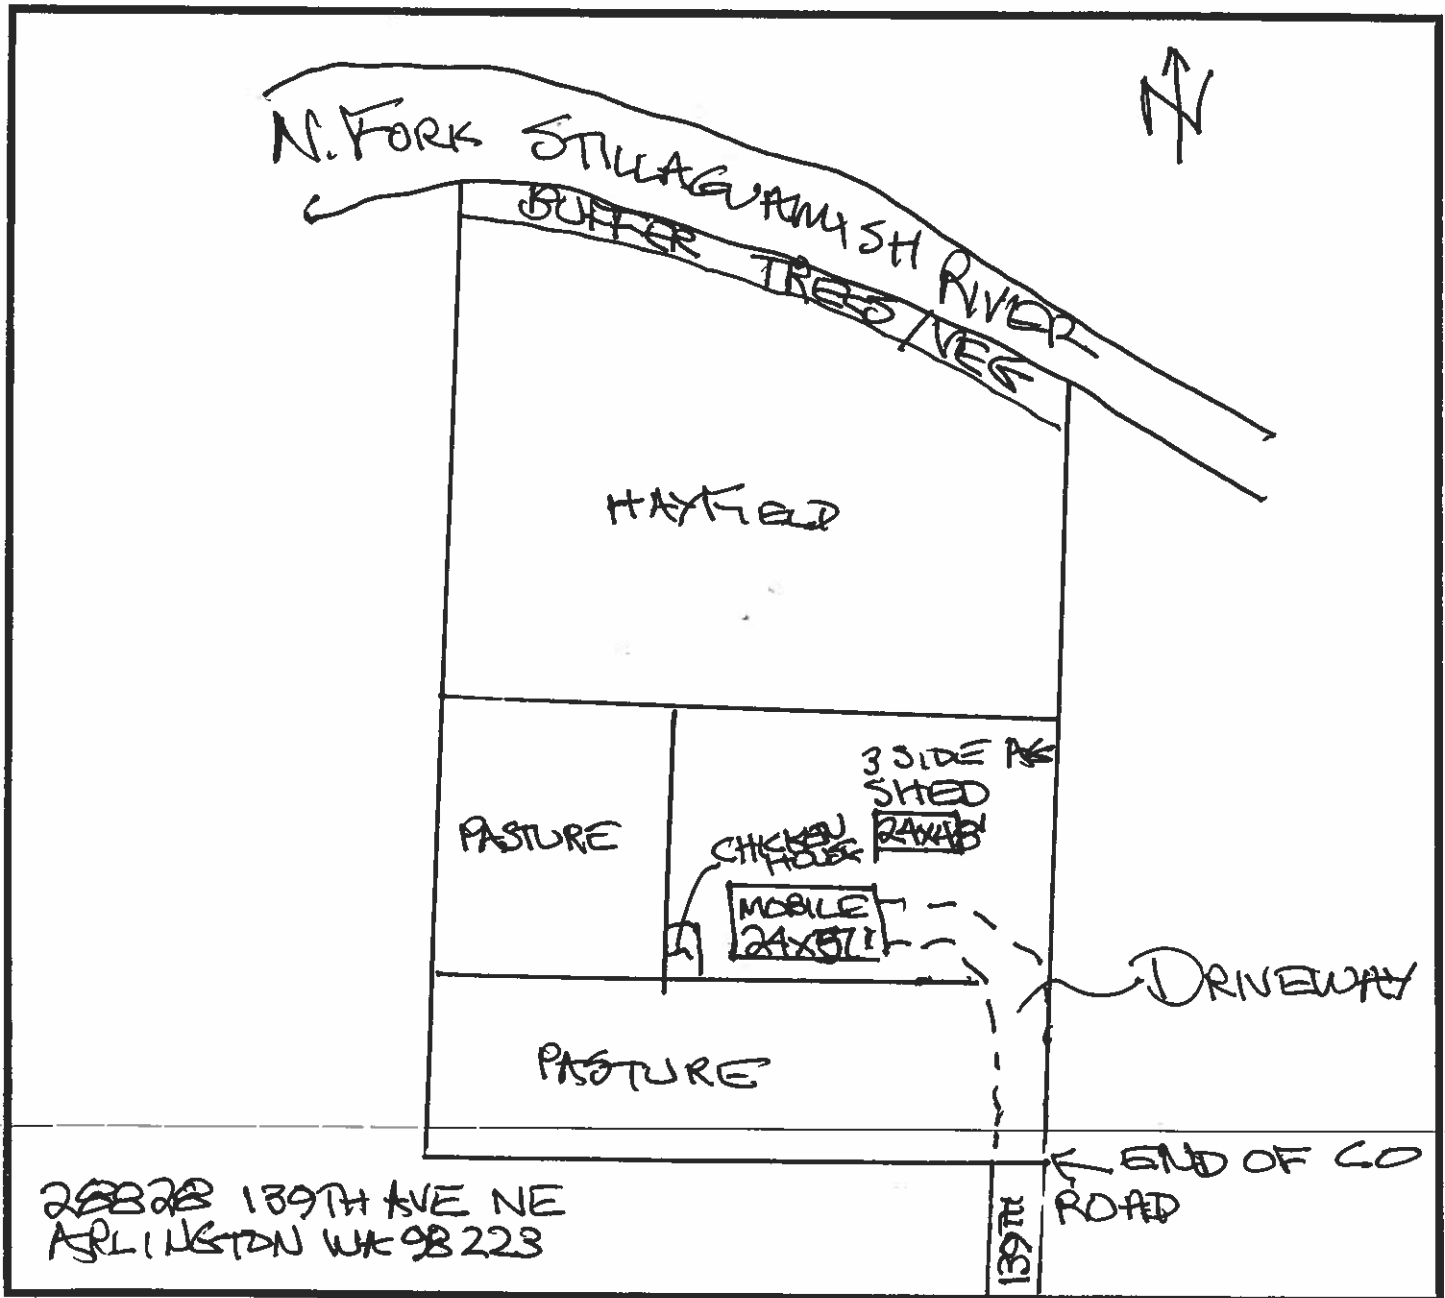 N
N. FORK STILLAGUAMISH RIVER
BUFFER TREES / VEG
HAYFIELD
3 SIDE AG
SHED
24x48'
PASTURE
CHICKEN
HOUSE
MOBILE
24x57'
DRIVEWAY
PASTURE
END OF CO
ROAD
139TH
28828 139TH AVE NE
ARLINGTON WA 98223